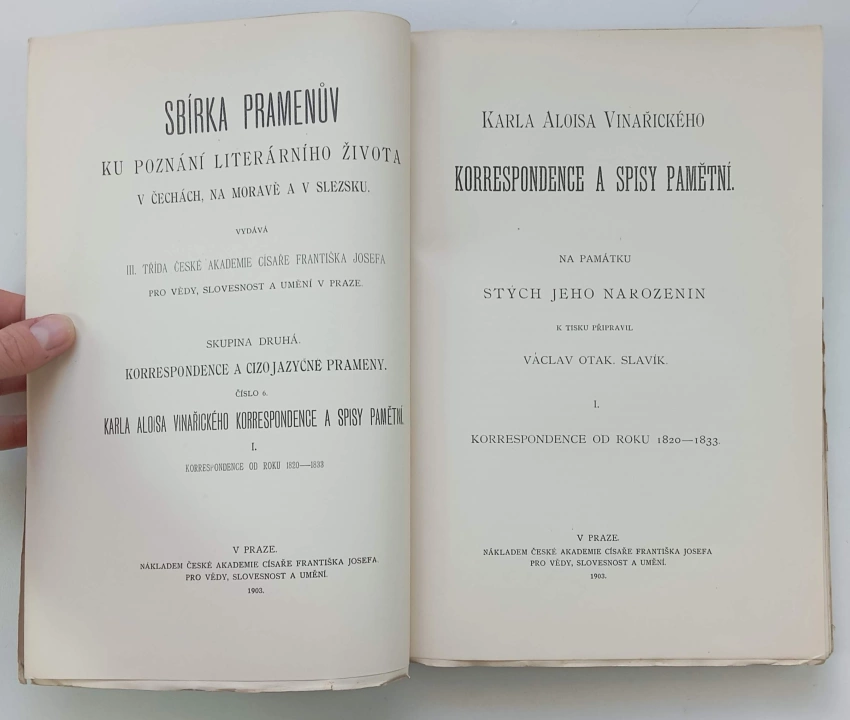 SBÍRKA PRAMENŮV
KU POZNÁNÍ LITERÁRNÍHO ŽIVOTA
V ČECHÁCH, NA MORAVĚ A V SLEZSKU.
VYDÁVÁ
III. TŘÍDA ČESKÉ AKADEMIE CÍSAŘE FRANTIŠKA JOSEFA
PRO VĚDY, SLOVESNOST A UMĚNÍ V PRAZE.
SKUPINA DRUHÁ.
KORRESPONDENCE A CIZOJAZYČNÉ PRAMENY.
ČÍSLO 6.
KARLA ALOISA VINAŘICKÉHO KORRESPONDENCE A SPISY PAMĚTNÍ.
I.
KORRESPONDENCE OD ROKU 1820—1833
V PRAZE.
NÁKLADEM ČESKÉ AKADEMIE CÍSAŘE FRANTIŠKA JOSEFA
PRO VĚDY, SLOVESNOST A UMĚNÍ.
1903.
KARLA ALOISA VINAŘICKÉHO
KORRESPONDENCE A SPISY PAMĚTNÍ.
NA PAMÁTKU
STÝCH JEHO NAROZENIN
K TISKU PŘIPRAVIL
VÁCLAV OTAK. SLAVÍK.
I.
KORRESPONDENCE OD ROKU 1820—1833.
V PRAZE.
NÁKLADEM ČESKÉ AKADEMIE CÍSAŘE FRANTIŠKA JOSEFA
PRO VĚDY, SLOVESNOST A UMĚNÍ.
1903.